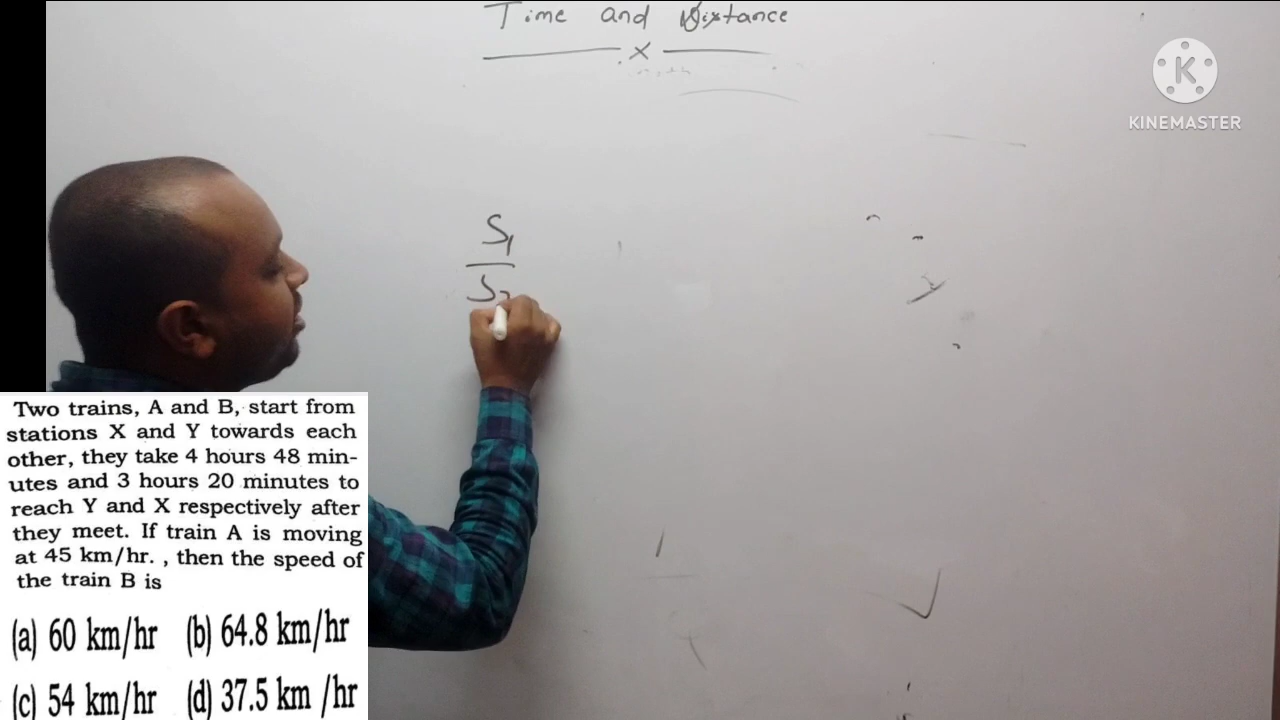 Time and Distance
x
KINEMASTER
S1
S2
Two trains, A and B, start from
stations X and Y towards each
other, they take 4 hours 48 min-
utes and 3 hours 20 minutes to
reach Y and X respectively after
they meet. If train A is moving
at 45 km/hr. , then the speed of
the train B is
(a) 60 km/hr (b) 64.8 km/hr
(c) 54 km/hr (d) 37.5 km /hr